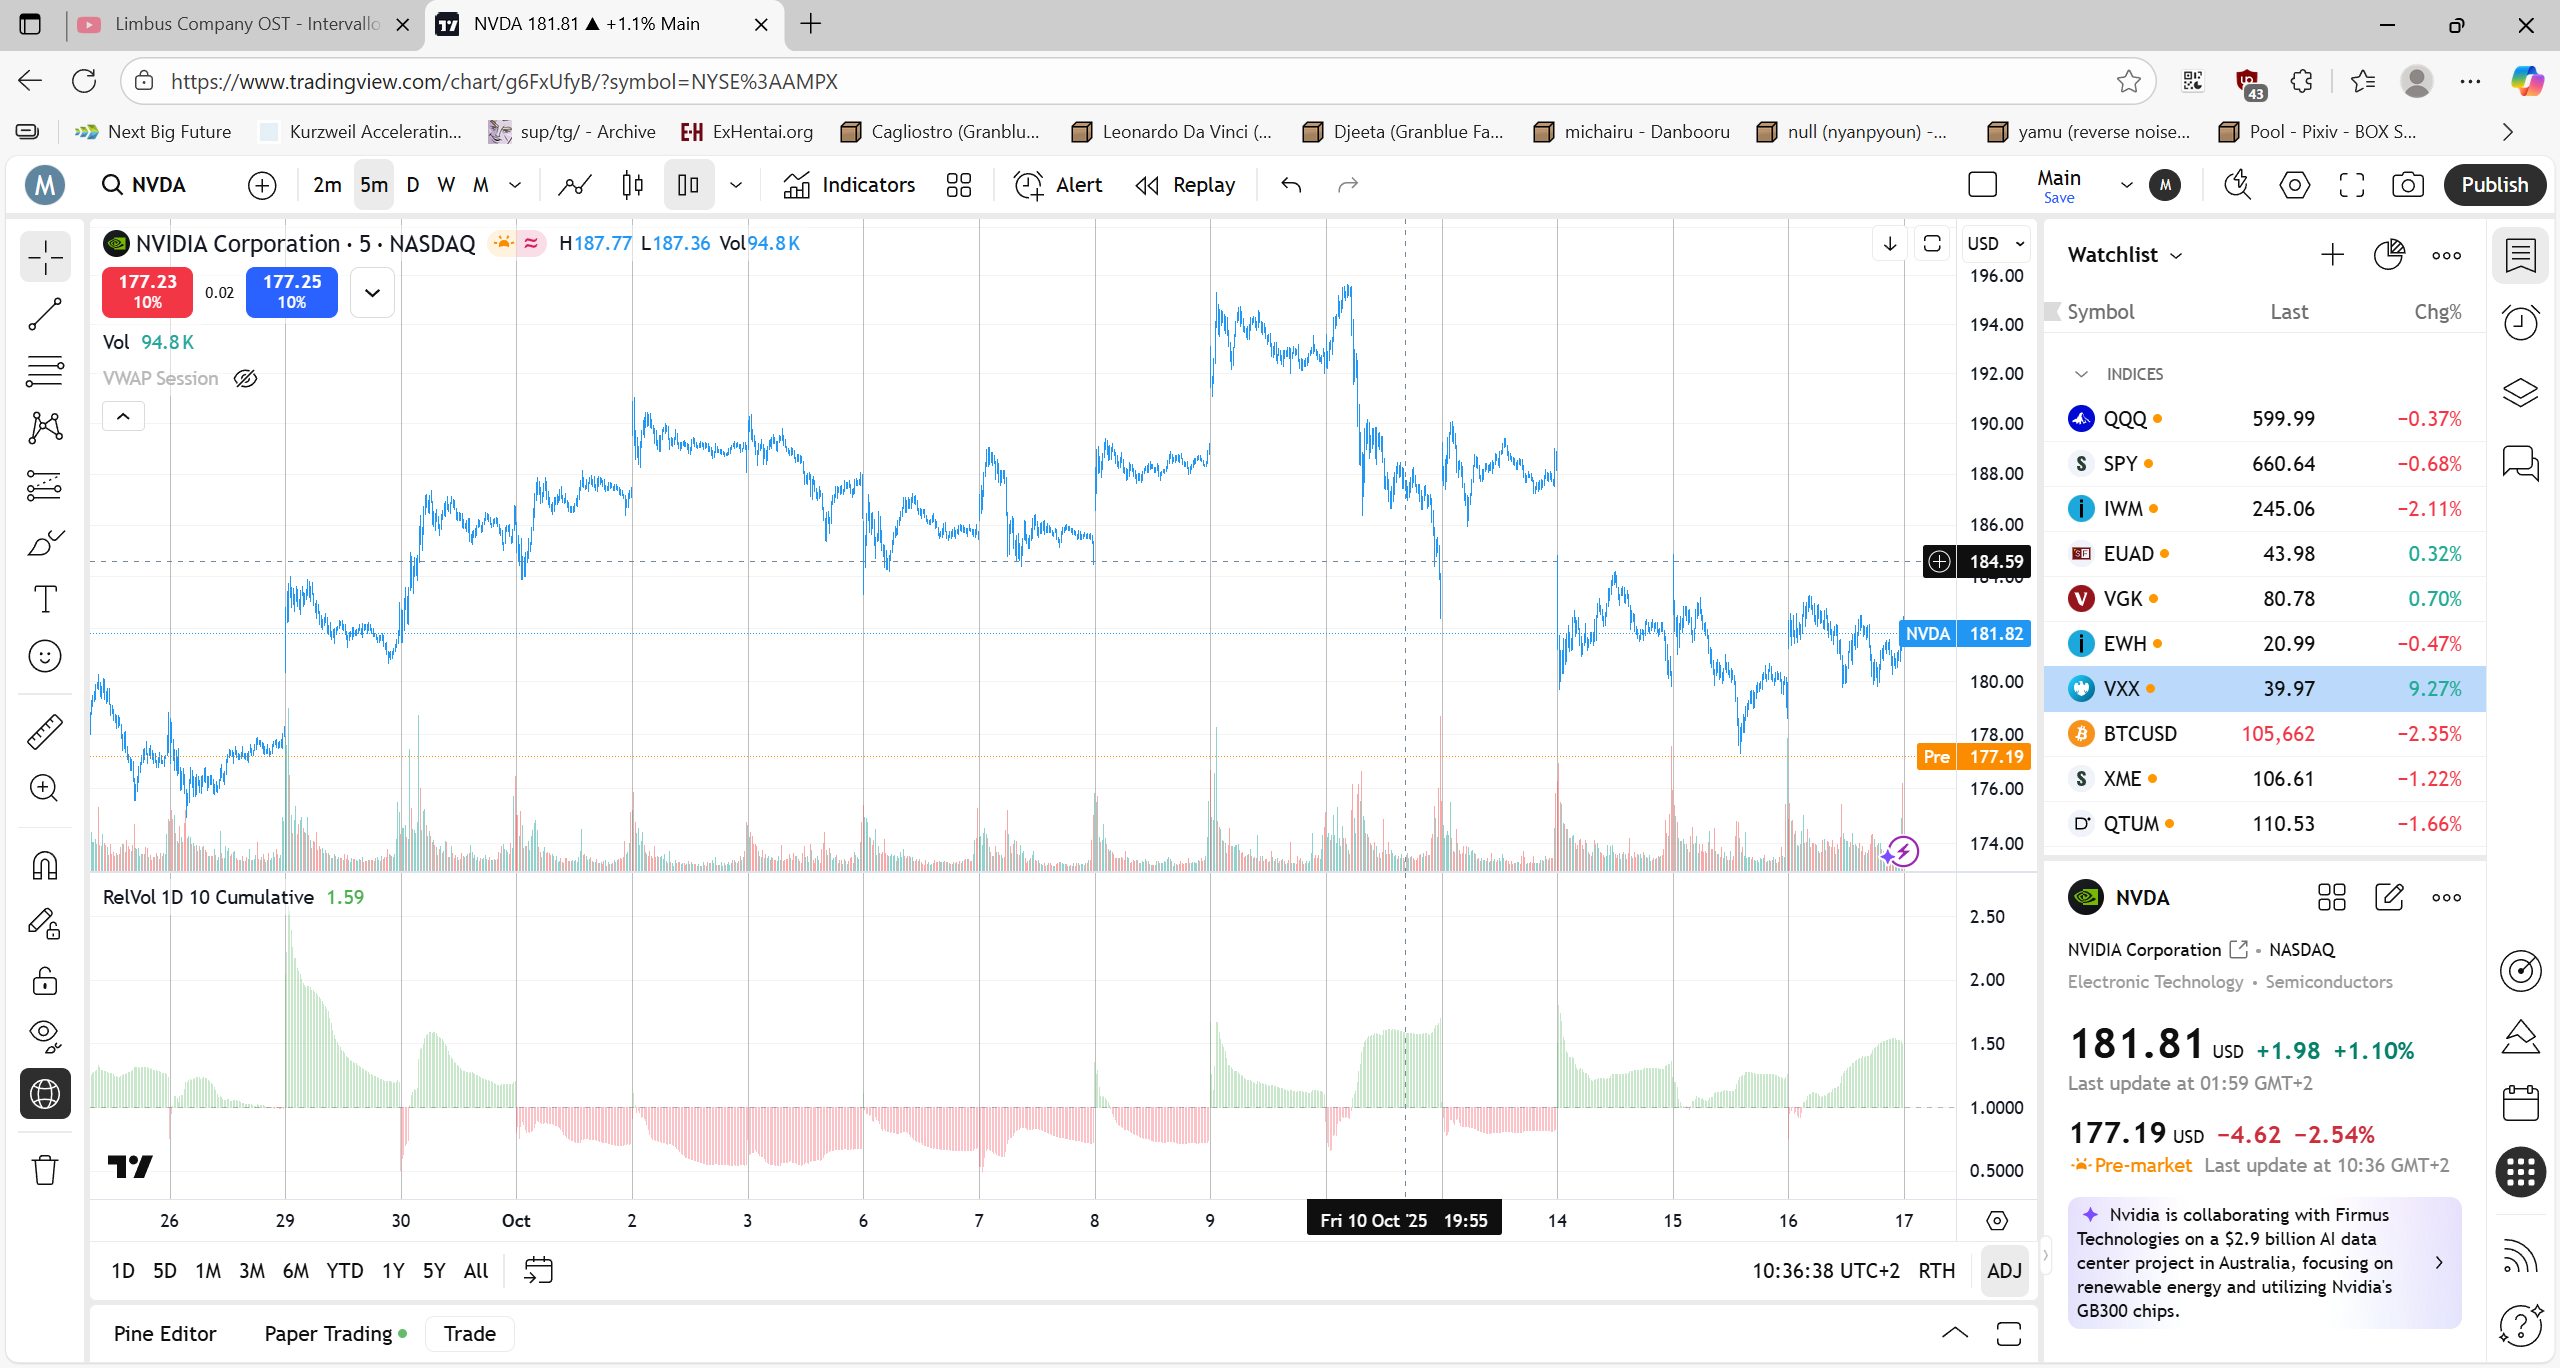 Limbus Company OST - Intervallo
NVDA 181.81 ▲ +1.1% Main
https://www.tradingview.com/chart/g6FxUfyB/?symbol=NYSE%3AAMPX
43
Next Big Future
Kurzweil Acceleratin...
sup/tg/ - Archive
ExHentai.org
Cagliostro (Granblu...
Leonardo Da Vinci (...
Djeeta (Granblue Fa...
michairu - Danbooru
null (nyanpyoun) -...
yamu (reverse noise...
Pool - Pixiv - BOX S...
M
NVDA
2m
5m
D
W
M
Indicators
Alert
Replay
Main
Save
M
Publish
NVIDIA Corporation · 5 · NASDAQ
H187.77 L187.36 Vol94.8 K
177.23
10%
0.02
177.25
10%
Vol 94.8 K
VWAP Session
USD
196.00
194.00
192.00
190.00
188.00
186.00
184.59
184.00
NVDA 181.82
180.00
178.00
Pre 177.19
176.00
174.00
RelVol 1D 10 Cumulative 1.59
2.50
2.00
1.50
1.0000
0.5000
26
29
30
Oct
2
3
6
7
8
9
Fri 10 Oct '25 19:55
14
15
16
17
1D 5D 1M 3M 6M YTD 1Y 5Y All
10:36:38 UTC+2
RTH
ADJ
Pine Editor
Paper Trading
Trade
Watchlist
Symbol Last Chg%
INDICES
QQQ 599.99 −0.37%
SPY 660.64 −0.68%
IWM 245.06 −2.11%
EUAD 43.98 0.32%
VGK 80.78 0.70%
EWH 20.99 −0.47%
VXX 39.97 9.27%
BTCUSD 105,662 −2.35%
XME 106.61 −1.22%
QTUM 110.53 −1.66%
NVDA
NVIDIA Corporation • NASDAQ
Electronic Technology • Semiconductors
181.81 USD +1.98 +1.10%
Last update at 01:59 GMT+2
177.19 USD −4.62 −2.54%
Pre-market Last update at 10:36 GMT+2
Nvidia is collaborating with Firmus
Technologies on a $2.9 billion AI data
center project in Australia, focusing on
renewable energy and utilizing Nvidia's
GB300 chips.